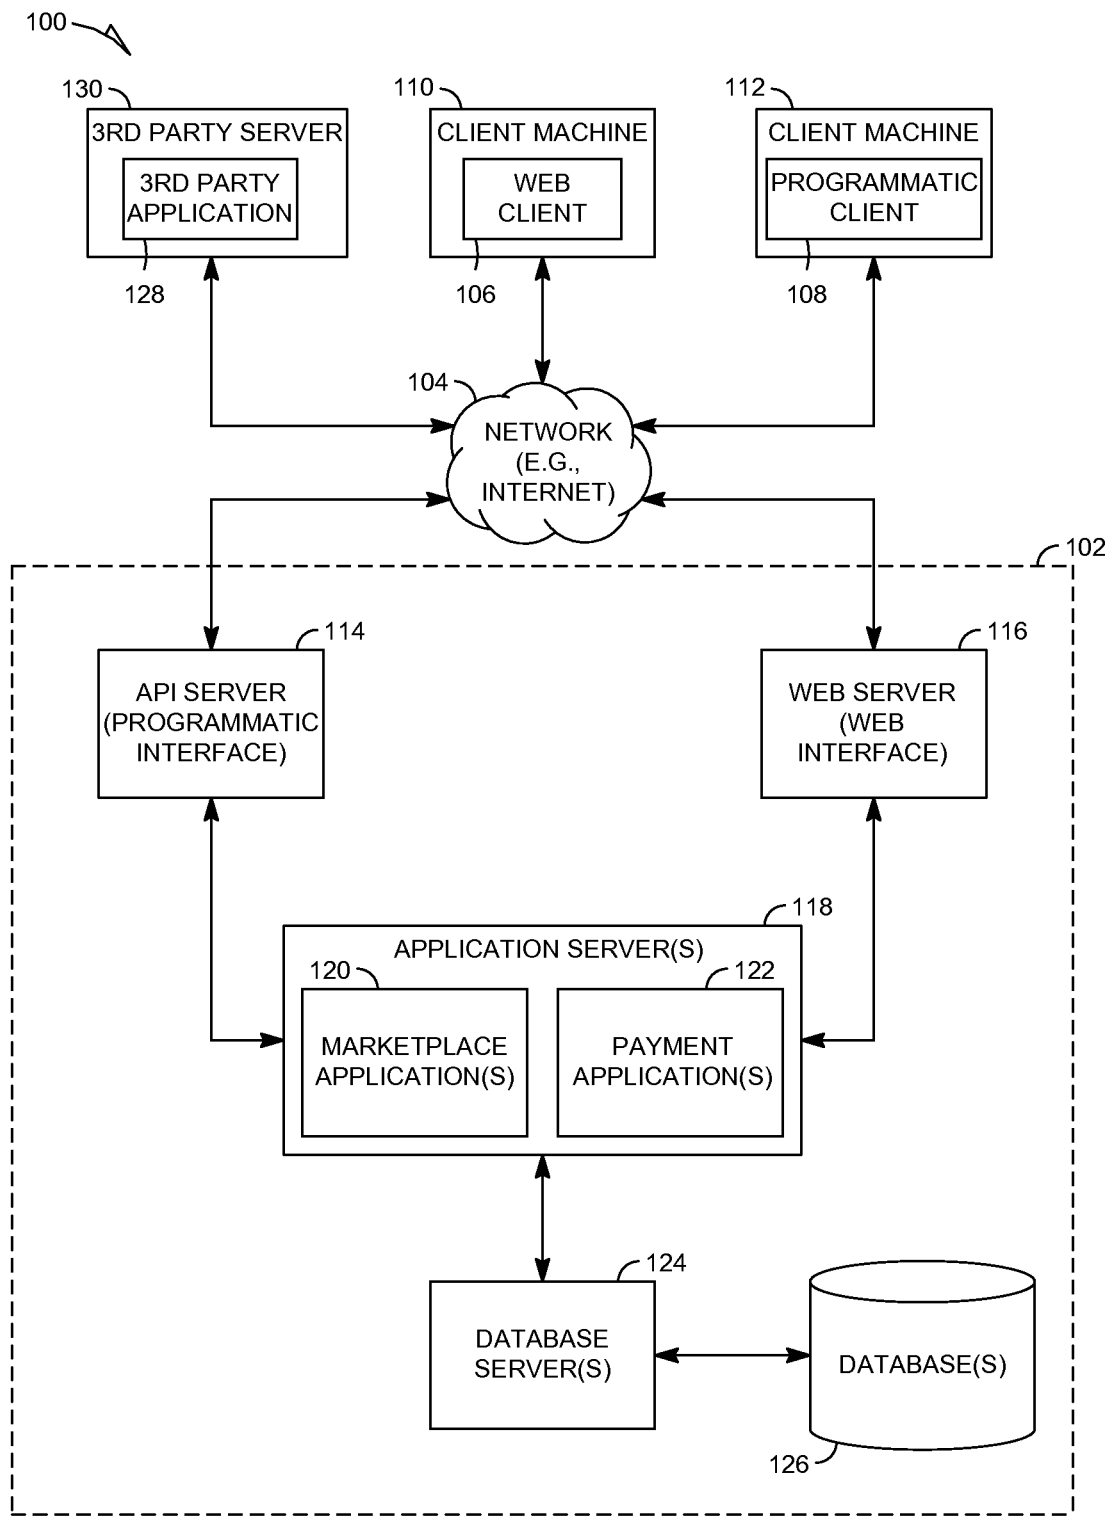 100
130
110
112
3RD PARTY SERVER
CLIENT MACHINE
CLIENT MACHINE
3RD PARTY
APPLICATION
WEB
CLIENT
PROGRAMMATIC
CLIENT
128
106
108
104
NETWORK
(E.G.,
INTERNET)
102
114
116
API SERVER
(PROGRAMMATIC
INTERFACE)
WEB SERVER
(WEB
INTERFACE)
118
APPLICATION SERVER(S)
120
122
MARKETPLACE
APPLICATION(S)
PAYMENT
APPLICATION(S)
124
DATABASE
SERVER(S)
DATABASE(S)
126